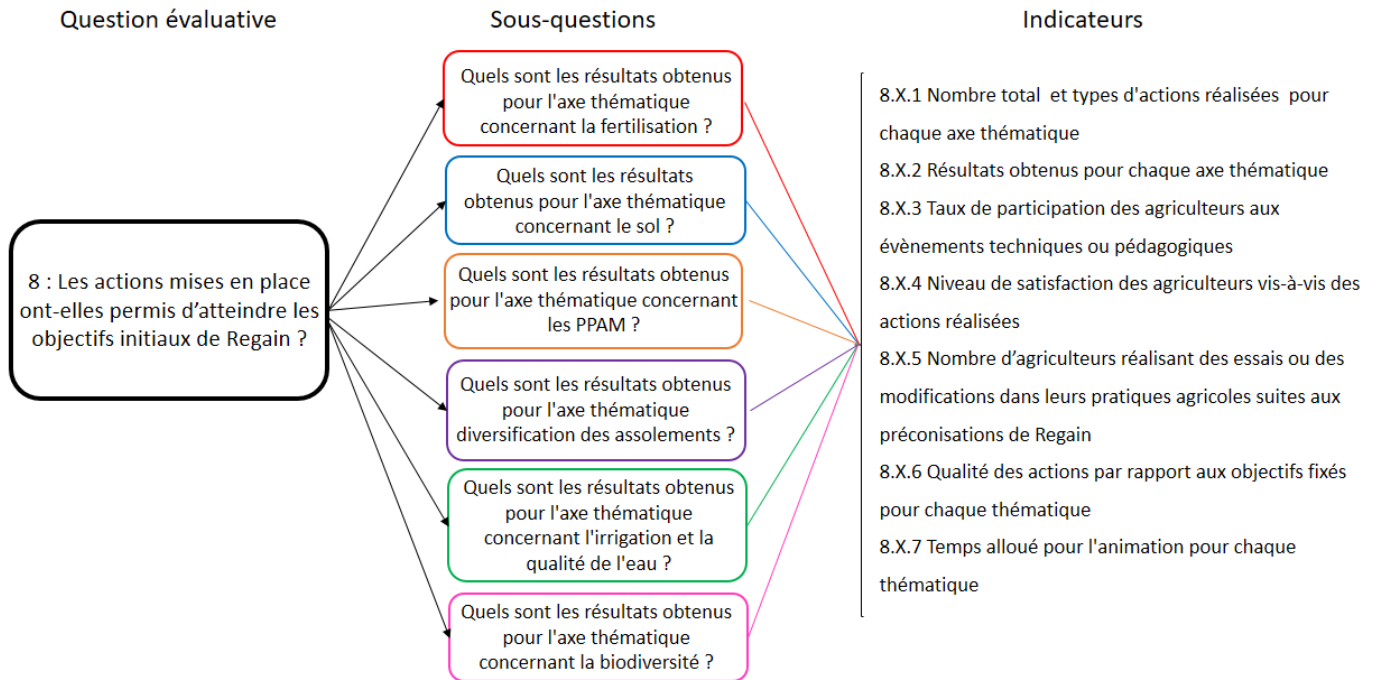 Question évaluative
Sous-questions
Indicateurs
8 : Les actions mises en place
ont-elles permis d’atteindre les
objectifs initiaux de Regain ?
Quels sont les résultats obtenus
pour l'axe thématique
concernant la fertilisation ?
Quels sont les résultats
obtenus pour l'axe thématique
concernant le sol ?
Quels sont les résultats obtenus
pour l'axe thématique concernant
les PPAM ?
Quels sont les résultats obtenus
pour l'axe thématique
diversification des assolements ?
Quels sont les résultats obtenus
pour l'axe thématique
concernant l'irrigation et la
qualité de l'eau ?
Quels sont les résultats obtenus
pour l'axe thématique
concernant la biodiversité ?
8.X.1 Nombre total et types d'actions réalisées pour
chaque axe thématique
8.X.2 Résultats obtenus pour chaque axe thématique
8.X.3 Taux de participation des agriculteurs aux
évènements techniques ou pédagogiques
8.X.4 Niveau de satisfaction des agriculteurs vis-à-vis des
actions réalisées
8.X.5 Nombre d’agriculteurs réalisant des essais ou des
modifications dans leurs pratiques agricoles suites aux
préconisations de Regain
8.X.6 Qualité des actions par rapport aux objectifs fixés
pour chaque thématique
8.X.7 Temps alloué pour l'animation pour chaque
thématique